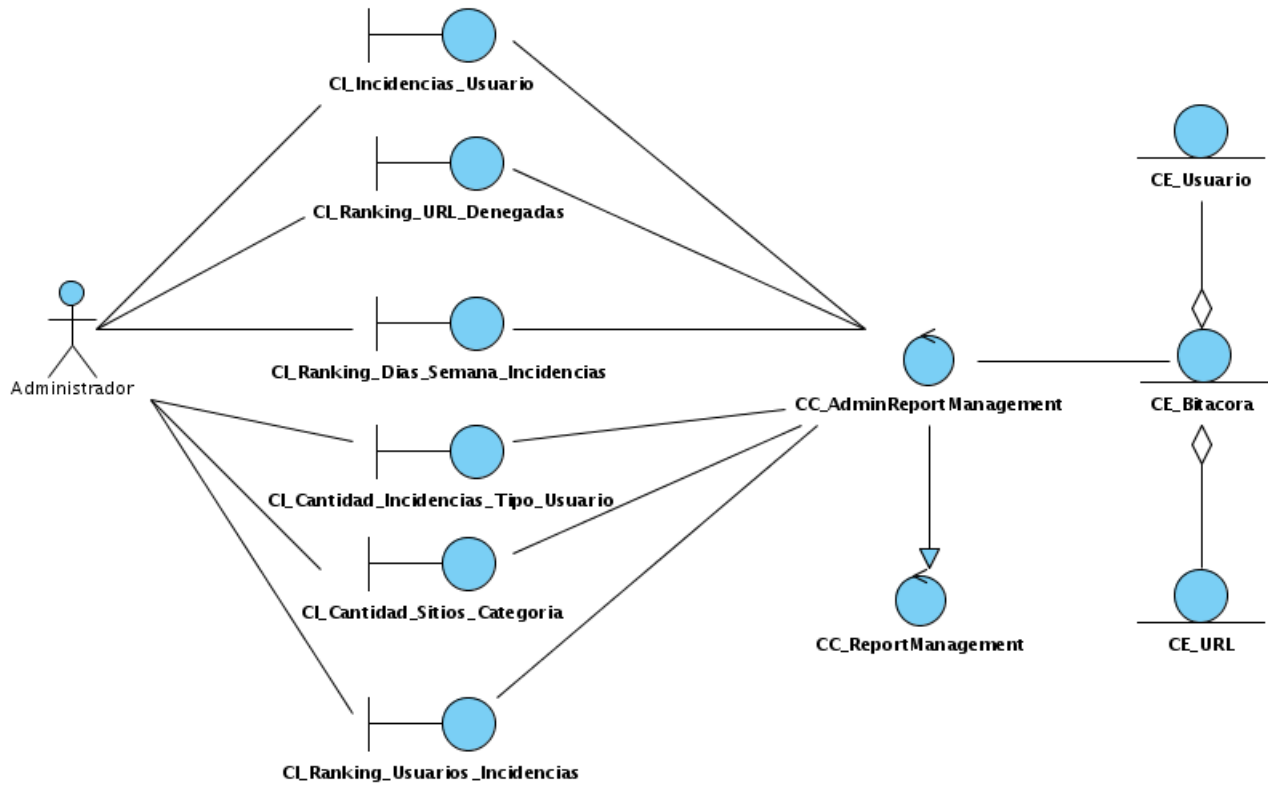 CI_Incidencias_Usuario
CE_Usuario
CI_Ranking_URL_Denegadas
CI_Ranking_Dias_Semana_Incidencias
Administrador
CC_AdminReportManagement
CE_Bitacora
CI_Cantidad_Incidencias_Tipo_Usuario
CI_Cantidad_Sitios_Categoria
CC_ReportManagement
CE_URL
CI_Ranking_Usuarios_Incidencias